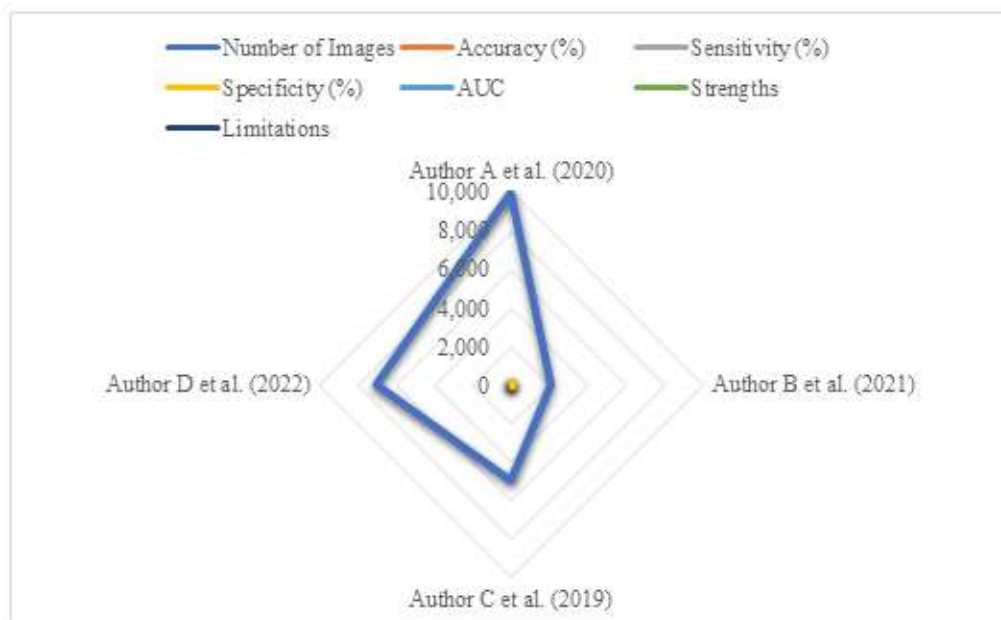 Number of Images Accuracy (%) Sensitivity (%)
Specificity (%) AUC Strengths
Limitations
Author A et al. (2020)
10,000
8,000
6,000
4,000
2,000
0
Author D et al. (2022) Author B et al. (2021)
Author C et al. (2019)